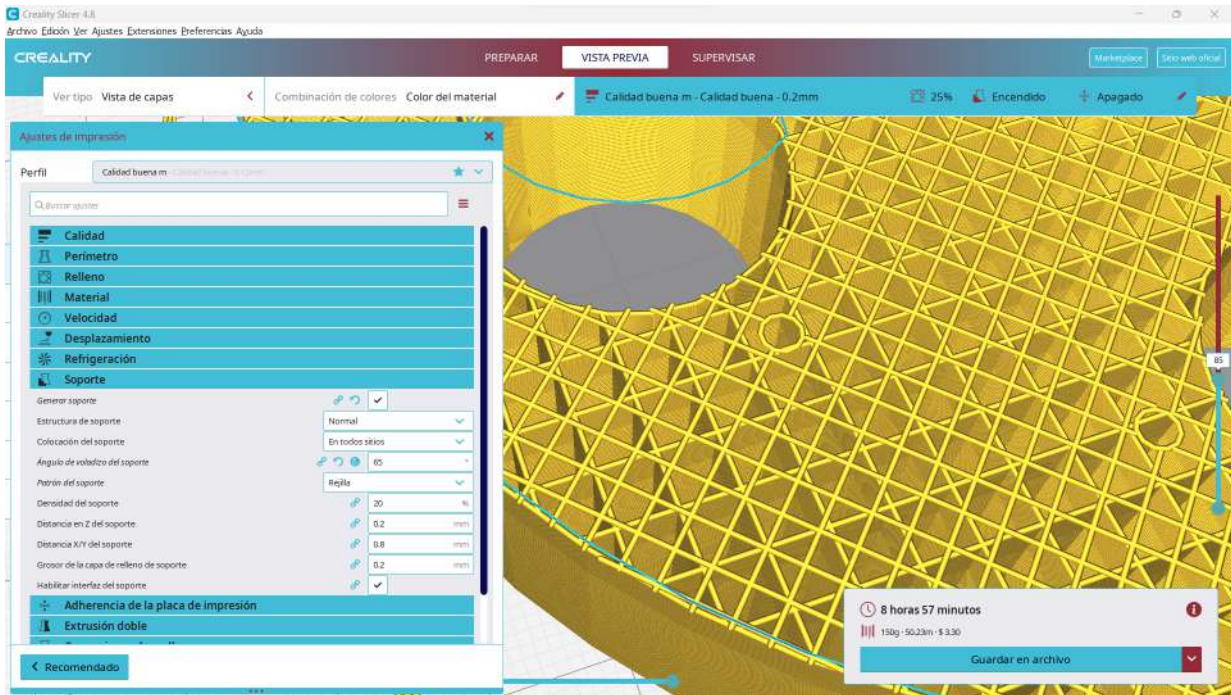 Creality Slicer 4.8
Archivo Edición Ver Ajustes Extensiones Preferencias Ayuda
CREALITY
PREPARAR
VISTA PREVIA
SUPERVISAR
Marketplace
Sitio web oficial
Ver tipo Vista de capas
Combinación de colores Color del material
Calidad buena m - Calidad buena - 0.2mm
25%
Encendido
Apagado
Ajustes de impresión
Perfil
Calidad buena m
Buscar ajustes
Calidad
Perímetro
Relleno
Material
Velocidad
Desplazamiento
Refrigeración
Soporte
Generar soporte
Estructura de soporte Normal
Colocación del soporte En todos sitios
Ángulo de voladizo del soporte 65 °
Patrón del soporte Rejilla
Densidad del soporte 20 %
Distancia en Z del soporte 0.2 mm
Distancia X/Y del soporte 0.8 mm
Grosor de la capa de relleno de soporte 0.2 mm
Habilitar interfaz del soporte
Adherencia de la placa de impresión
Extrusión doble
Recomendado
85
8 horas 57 minutos
150g · 50.23m · $ 3.30
Guardar en archivo